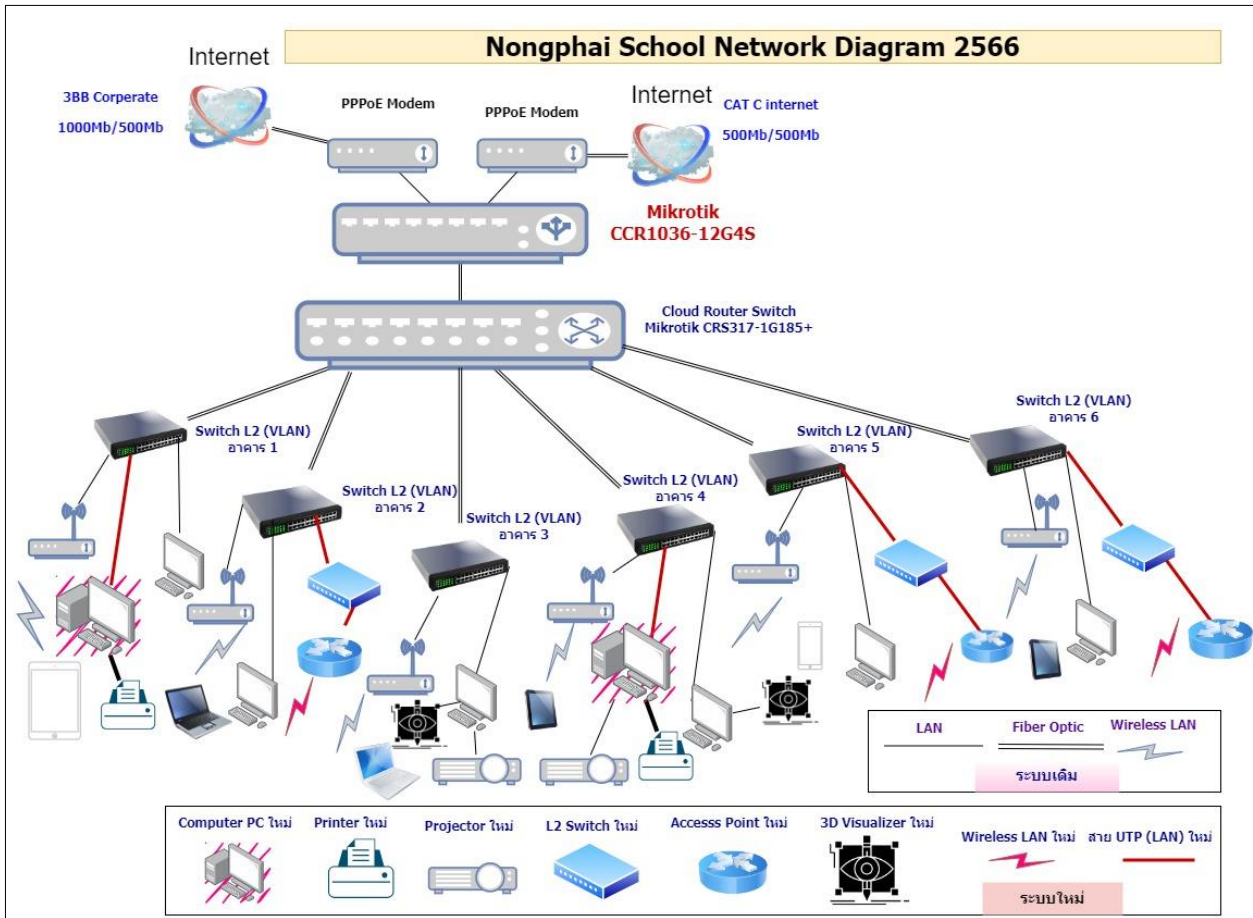 Nongphai School Network Diagram 2566
Internet
3BB Corperate
1000Mb/500Mb
PPPoE Modem
PPPoE Modem
Internet
CAT C internet
500Mb/500Mb
Mikrotik
CCR1036-12G4S
Cloud Router Switch
Mikrotik CRS317-1G185+
Switch L2 (VLAN)
อาคาร 1
Switch L2 (VLAN)
อาคาร 2
Switch L2 (VLAN)
อาคาร 3
Switch L2 (VLAN)
อาคาร 4
Switch L2 (VLAN)
อาคาร 5
Switch L2 (VLAN)
อาคาร 6
LAN
Fiber Optic
Wireless LAN
ระบบเดิม
Computer PC ใหม่
Printer ใหม่
Projector ใหม่
L2 Switch ใหม่
Accesss Point ใหม่
3D Visualizer ใหม่
Wireless LAN ใหม่
สาย UTP (LAN) ใหม่
ระบบใหม่